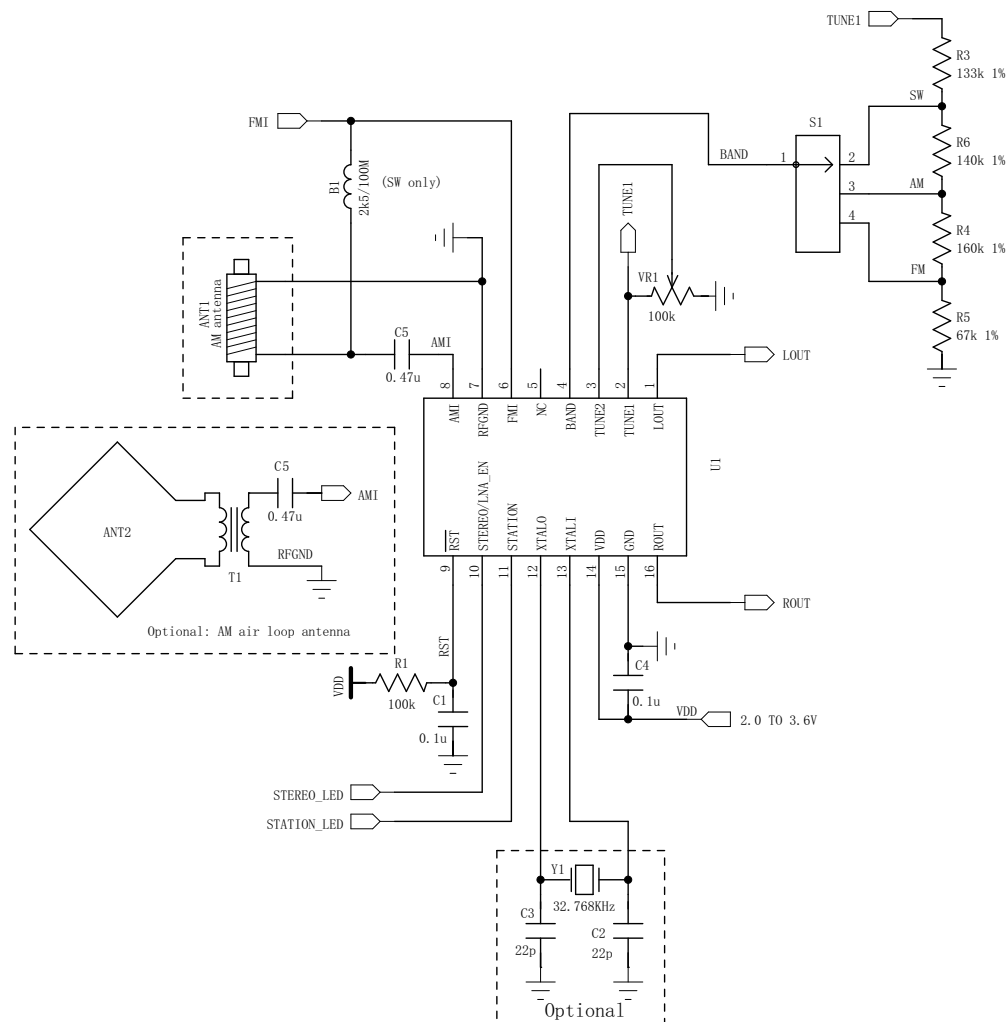 TUNE1
R3
133k 1%
SW
R6
140k 1%
AM
R4
160k 1%
FM
R5
67k 1%
S1
1
2
3
4
BAND
FMI
B1
2k5/100M
(SW only)
TUNE1
VR1
100k
ANT1
AM antenna
C5
0.47u
AMI
LOUT
8
7
6
5
4
3
2
1
AMI
RFGND
FMI
NC
BAND
TUNE2
TUNE1
LOUT
U1
RST
STEREO/LNA_EN
STATION
XTALO
XTALI
VDD
GND
ROUT
9
10
11
12
13
14
15
16
ANT2
C5
0.47u
AMI
RFGND
T1
Optional: AM air loop antenna
ROUT
RST
VDD
R1
100k
C1
0.1u
C4
0.1u
VDD
2.0 TO 3.6V
STEREO_LED
STATION_LED
Y1
32.768KHz
C3
22p
C2
22p
Optional